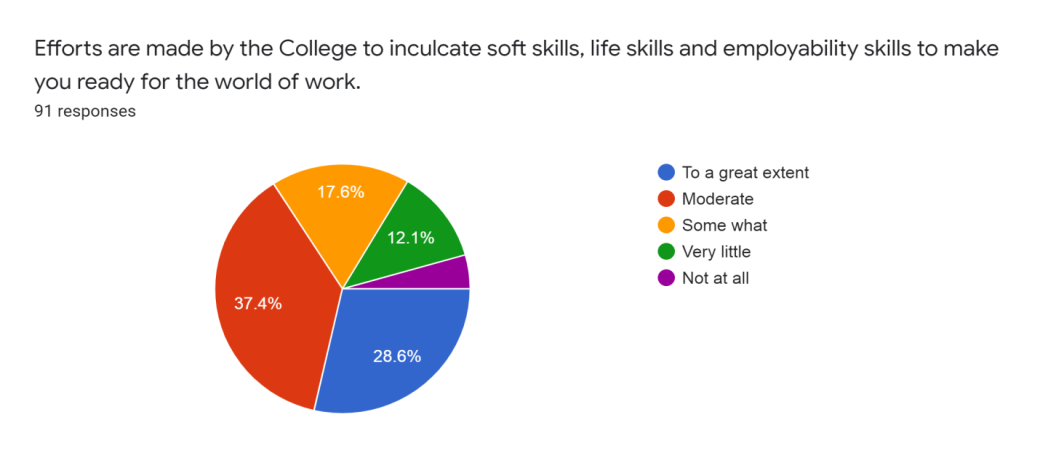 Efforts are made by the College to inculcate soft skills, life skills and employability skills to make
you ready for the world of work.
91 responses
17.6%
12.1%
37.4%
28.6%
To a great extent
Moderate
Some what
Very little
Not at all